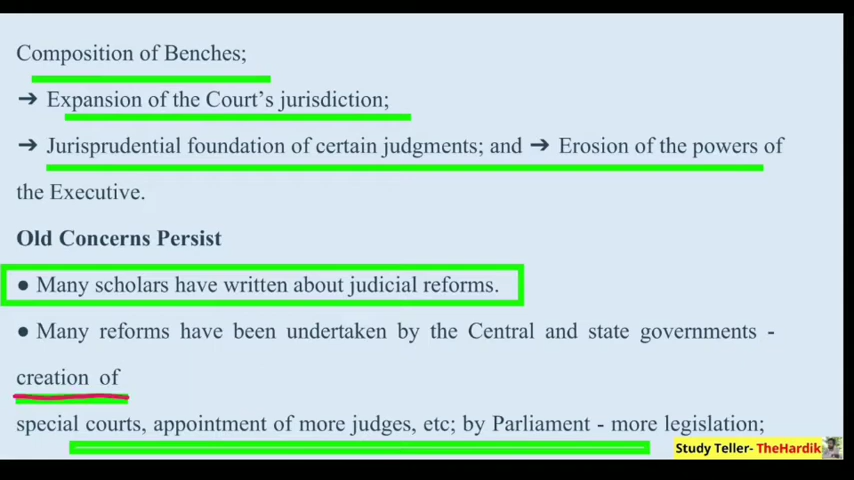 Composition of Benches;
➔ Expansion of the Court's jurisdiction;
➔ Jurisprudential foundation of certain judgments; and ➔ Erosion of the powers of
the Executive.
Old Concerns Persist
● Many scholars have written about judicial reforms.
● Many reforms have been undertaken by the Central and state governments -
creation of
special courts, appointment of more judges, etc; by Parliament - more legislation;
Study Teller- TheHardik